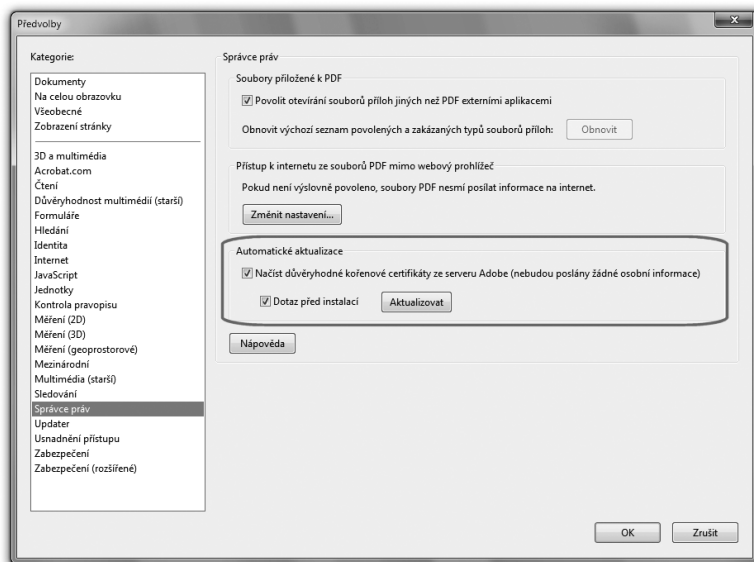 Předvolby
x
Kategorie:
Dokumenty
Na celou obrazovku
Všeobecné
Zobrazení stránky
3D a multimédia
Acrobat.com
Čtení
Důvěryhodnost multimédií (starší)
Formuláře
Hledání
Identita
Internet
JavaScript
Jednotky
Kontrola pravopisu
Měření (2D)
Měření (3D)
Měření (geoprostorové)
Mezinárodní
Multimédia (starší)
Sledování
Správce práv
Updater
Usnadnění přístupu
Zabezpečení
Zabezpečení (rozšířené)
Správce práv
Soubory přiložené k PDF
Povolit otevírání souborů příloh jiných než PDF externími aplikacemi
Obnovit výchozí seznam povolených a zakázaných typů souborů příloh: Obnovit
Přístup k internetu ze souborů PDF mimo webový prohlížeč
Pokud není výslovně povoleno, soubory PDF nesmí posílat informace na internet.
Změnit nastavení...
Automatické aktualizace
Načíst důvěryhodné kořenové certifikáty ze serveru Adobe (nebudou poslány žádné osobní informace)
Dotaz před instalací Aktualizovat
Nápověda
OK Zrušit